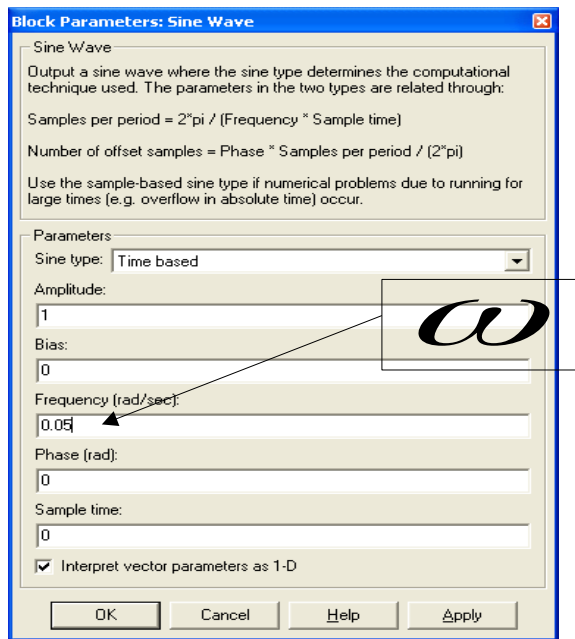 Block Parameters: Sine Wave
Sine Wave
Output a sine wave where the sine type determines the computational
technique used. The parameters in the two types are related through:
Samples per period = 2*pi / (Frequency * Sample time)
Number of offset samples = Phase * Samples per period / (2*pi)
Use the sample-based sine type if numerical problems due to running for
large times (e.g. overflow in absolute time) occur.
Parameters
Sine type: Time based
Amplitude:
1
ω
Bias:
0
Frequency (rad/sec):
0.05
Phase (rad):
0
Sample time:
0
Interpret vector parameters as 1-D
OK Cancel Help Apply